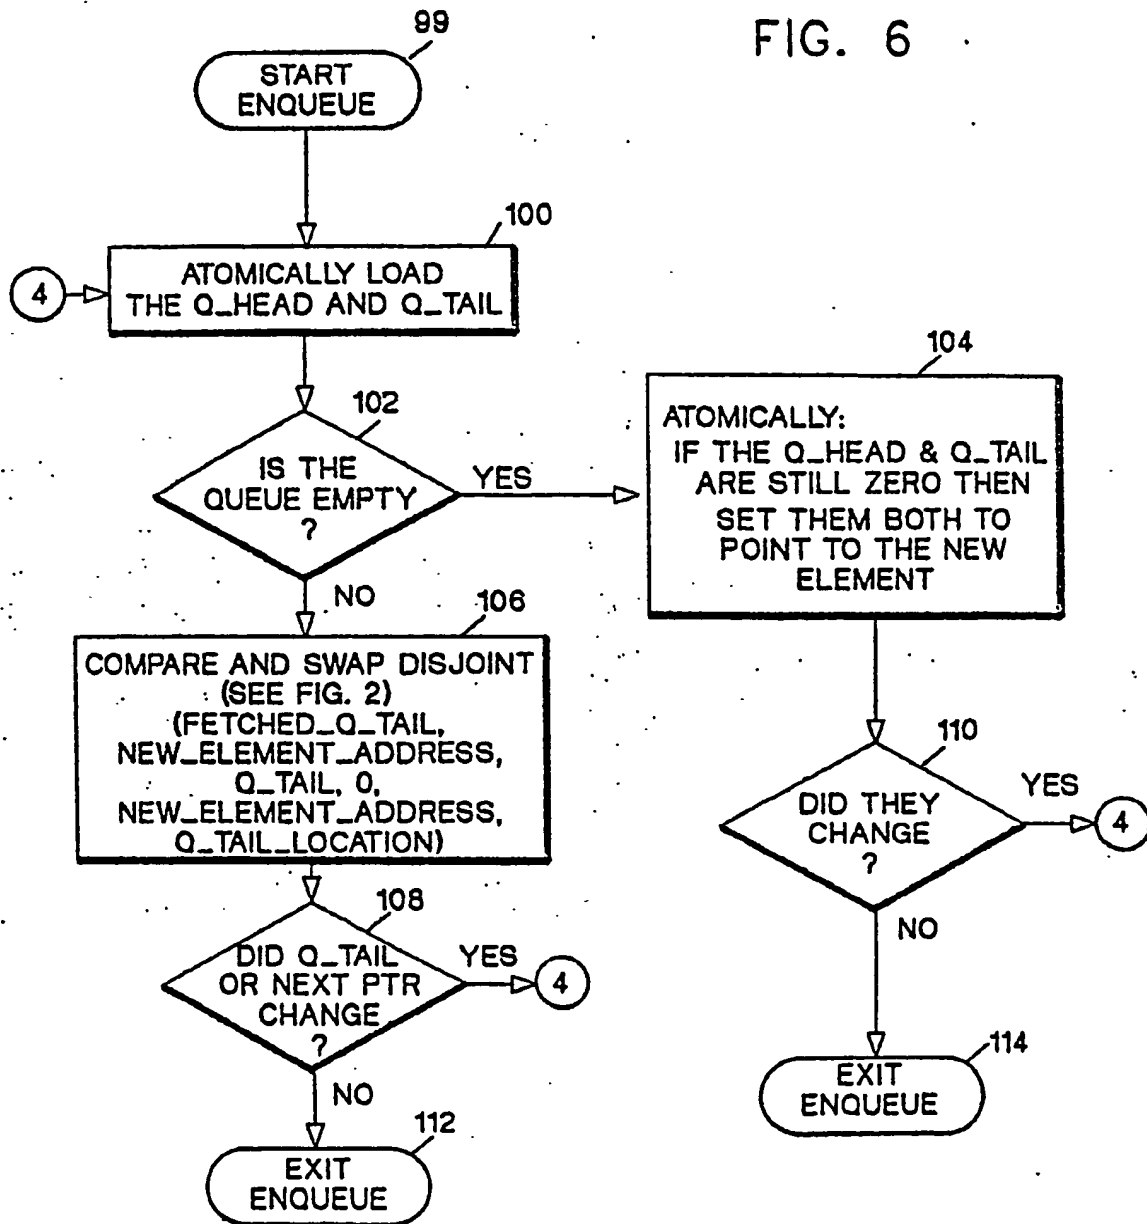 FIG. 6
99
START
ENQUEUE
100
4
ATOMICALLY LOAD
THE Q_HEAD AND Q_TAIL
102
IS THE
QUEUE EMPTY
?
YES
NO
104
ATOMICALLY:
IF THE Q_HEAD & Q_TAIL
ARE STILL ZERO THEN
SET THEM BOTH TO
POINT TO THE NEW
ELEMENT
106
COMPARE AND SWAP DISJOINT
(SEE FIG. 2)
(FETCHED_Q_TAIL,
NEW_ELEMENT_ADDRESS,
Q_TAIL, 0,
NEW_ELEMENT_ADDRESS,
Q_TAIL_LOCATION)
110
DID THEY
CHANGE
?
YES
4
NO
108
DID Q_TAIL
OR NEXT PTR
CHANGE
?
YES
4
NO
114
EXIT
ENQUEUE
112
EXIT
ENQUEUE